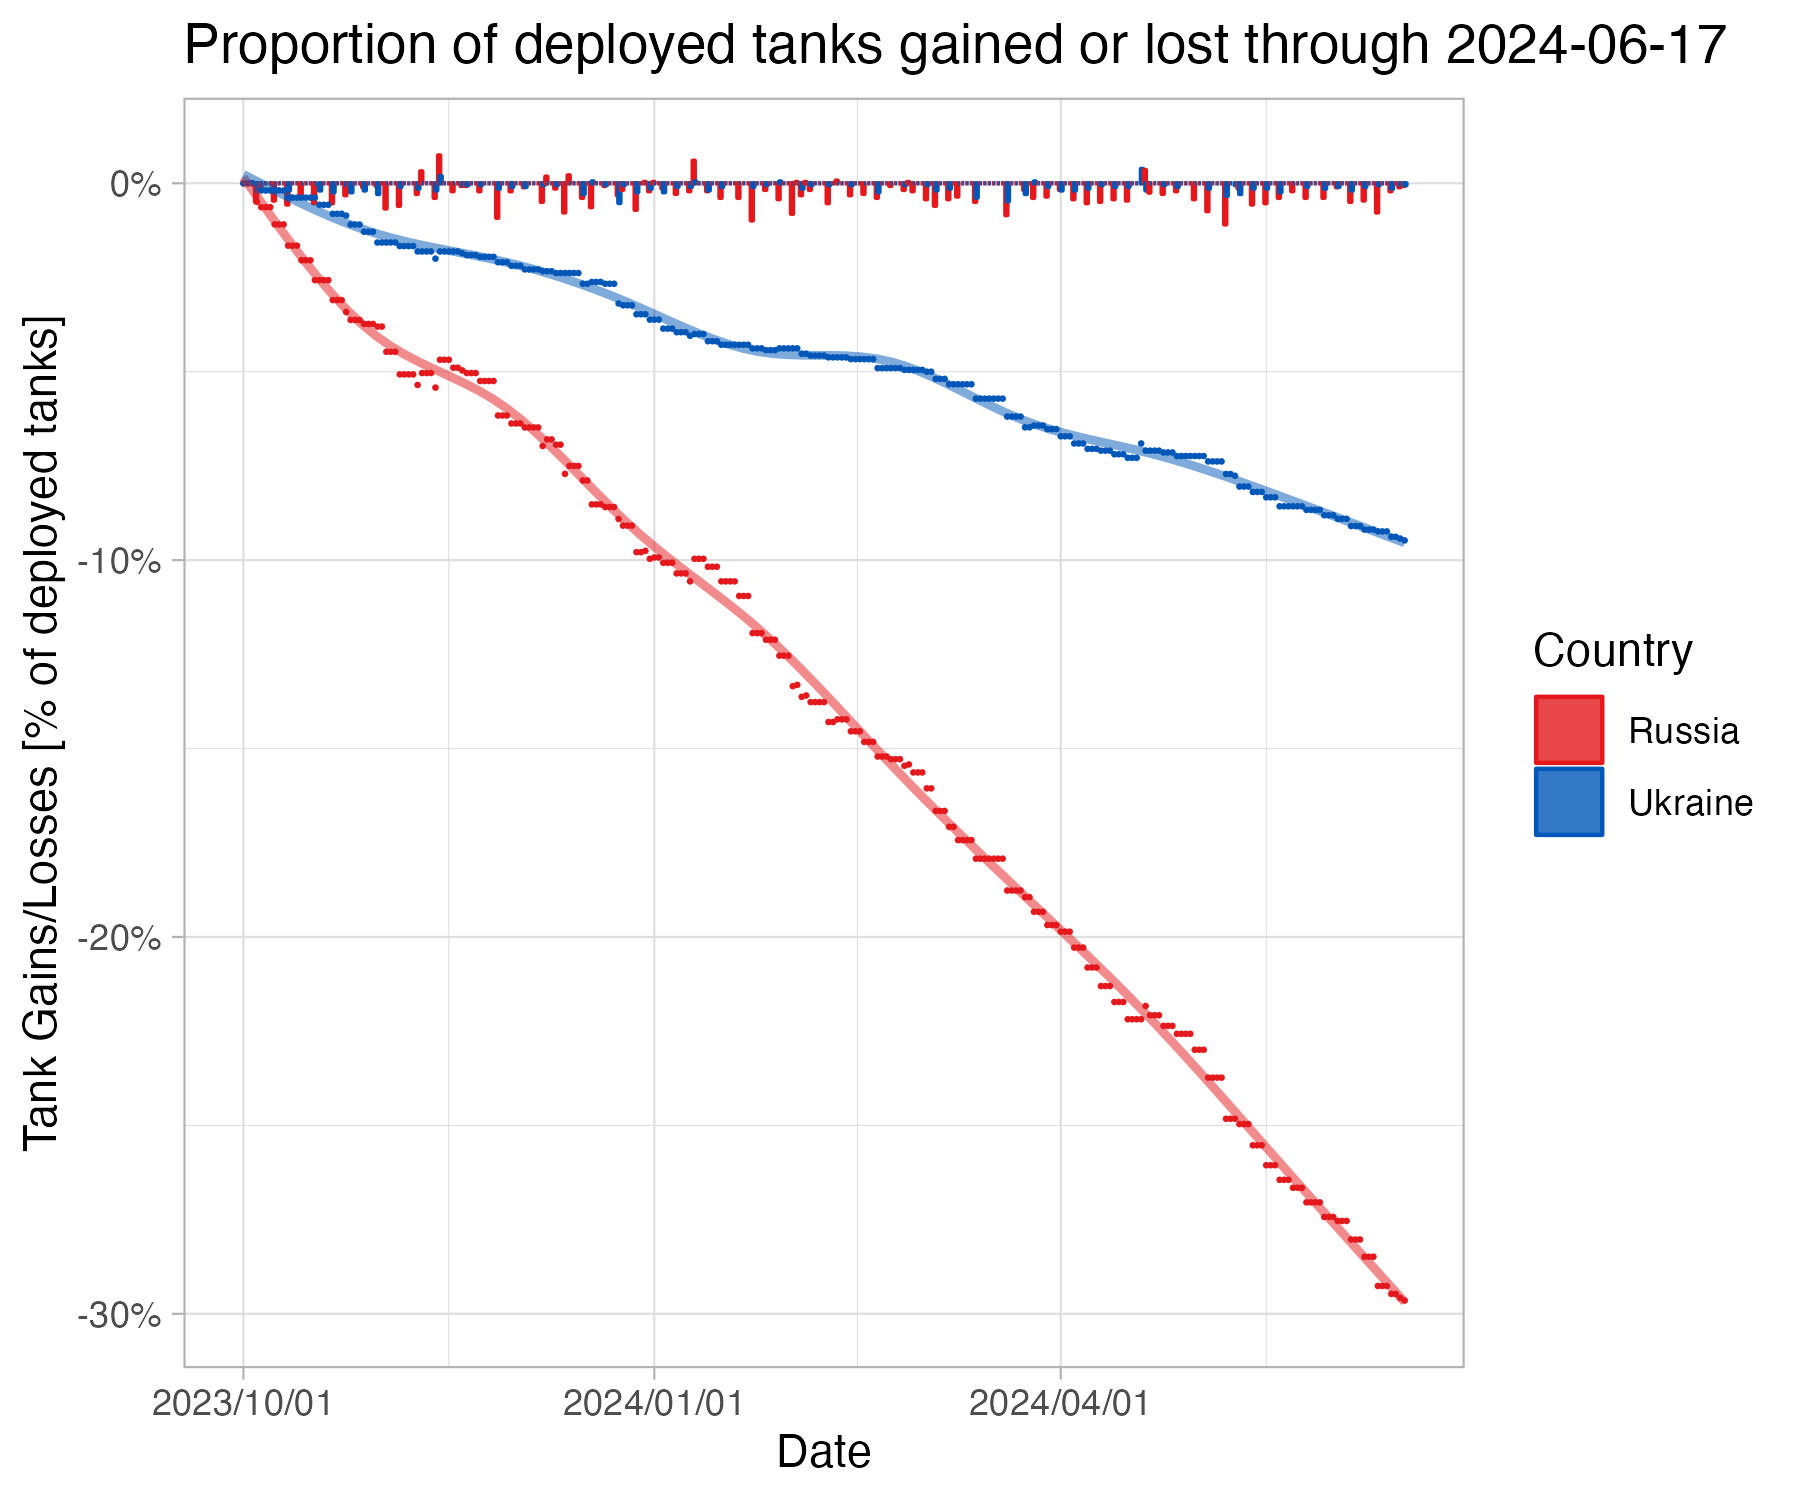 Proportion of deployed tanks gained or lost through 2024-06-17
Tank Gains/Losses [% of deployed tanks]
0%
-10%
-20%
-30%
2023/10/01
2024/01/01
2024/04/01
Date
Country
Russia
Ukraine